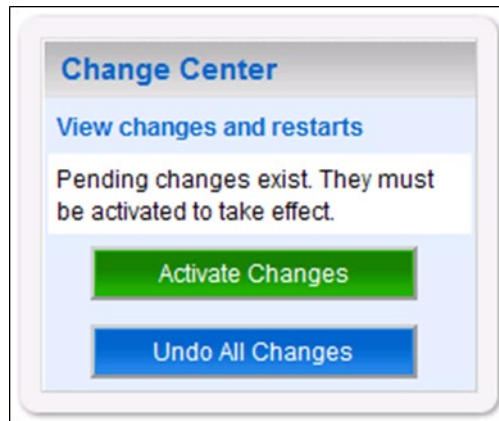 Change Center
View changes and restarts
Pending changes exist. They must
be activated to take effect.
Activate Changes
Undo All Changes